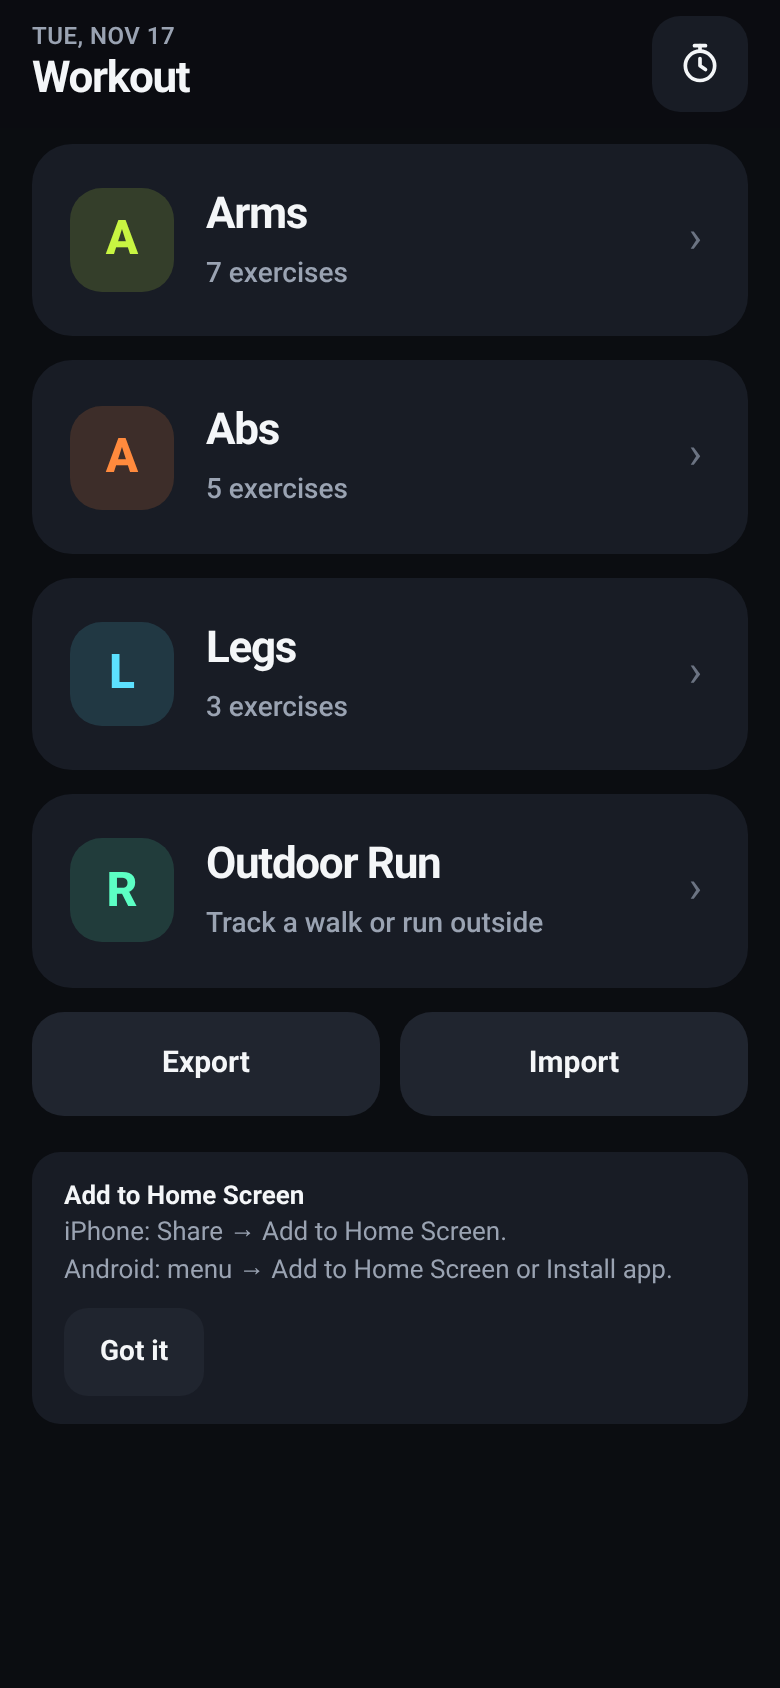 TUE, NOV 17
Workout
A
Arms
7 exercises
›
A
Abs
5 exercises
›
L
Legs
3 exercises
›
R
Outdoor Run
Track a walk or run outside
›
Export
Import
Add to Home Screen
iPhone: Share → Add to Home Screen.
Android: menu → Add to Home Screen or Install app.
Got it